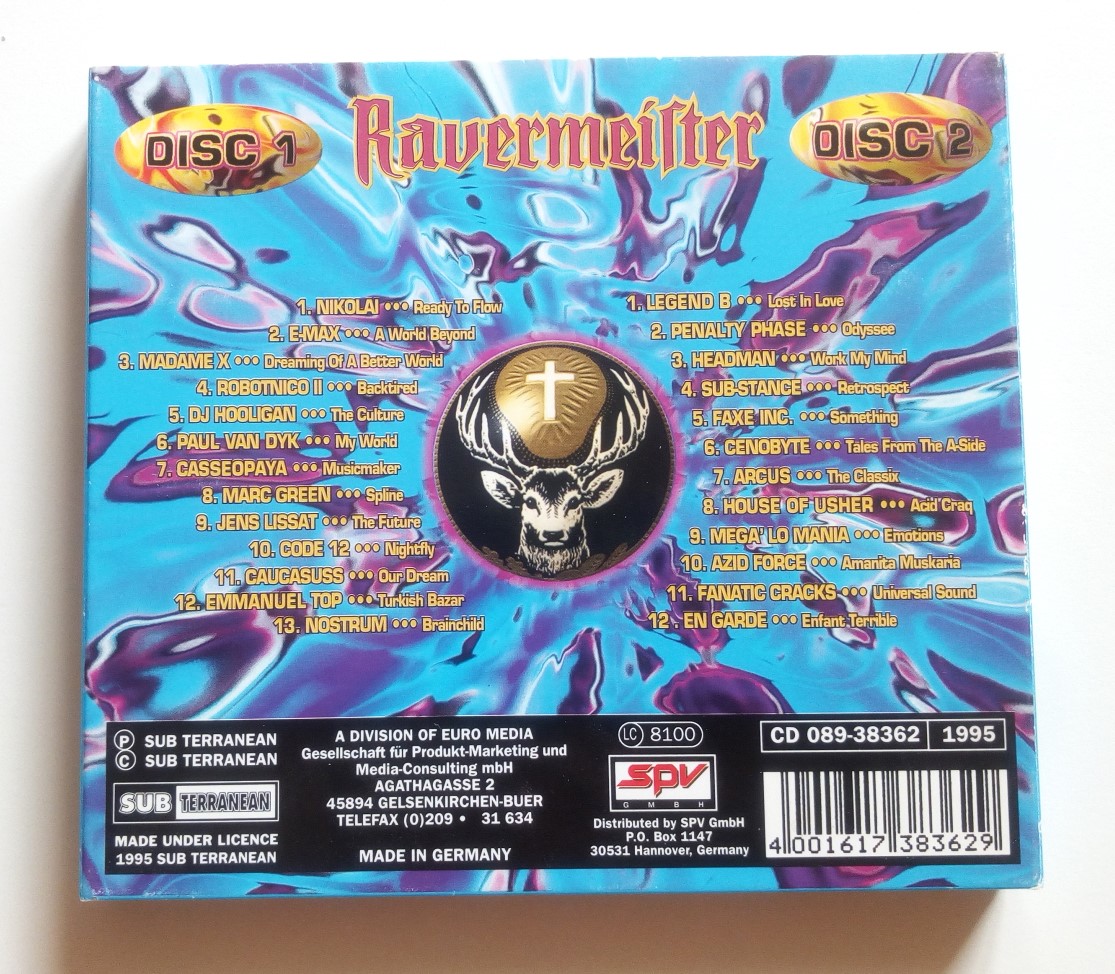 DISC 1
Ravermeiſter
DISC 2
1. NIKOLAI ••• Ready To Flow
2. E-MAX ••• A World Beyond
3. MADAME X ••• Dreaming Of A Better World
4. ROBOTNICO II ••• Backtired
5. DJ HOOLIGAN ••• The Culture
6. PAUL VAN DYK ••• My World
7. CASSEOPAYA ••• Musicmaker
8. MARC GREEN ••• Spline
9. JENS LISSAT ••• The Future
10. CODE 12 ••• Nightfly
11. CAUCASUSS ••• Our Dream
12. EMMANUEL TOP ••• Turkish Bazar
13. NOSTRUM ••• Brainchild
1. LEGEND B ••• Lost In Love
2. PENALTY PHASE ••• Odyssee
3. HEADMAN ••• Work My Mind
4. SUB-STANCE ••• Retrospect
5. FAXE INC. ••• Something
6. CENOBYTE ••• Tales From The A-Side
7. ARCUS ••• The Classix
8. HOUSE OF USHER ••• Acid Craq
9. MEGA' LO MANIA ••• Emotions
10. AZID FORCE ••• Amanita Muskaria
11. FANATIC CRACKS ••• Universal Sound
12. EN GARDE ••• Enfant Terrible
P SUB TERRANEAN
C SUB TERRANEAN
SUB TERRANEAN
MADE UNDER LICENCE
1995 SUB TERRANEAN
A DIVISION OF EURO MEDIA
Gesellschaft für Produkt-Marketing und
Media-Consulting mbH
AGATHAGASSE 2
45894 GELSENKIRCHEN-BUER
TELEFAX (0)209 • 31 634
MADE IN GERMANY
LC 8100
SPV
GMBH
Distributed by SPV GmbH
P.O. Box 1147
30531 Hannover, Germany
CD 089-38362 1995
4 001617 383629